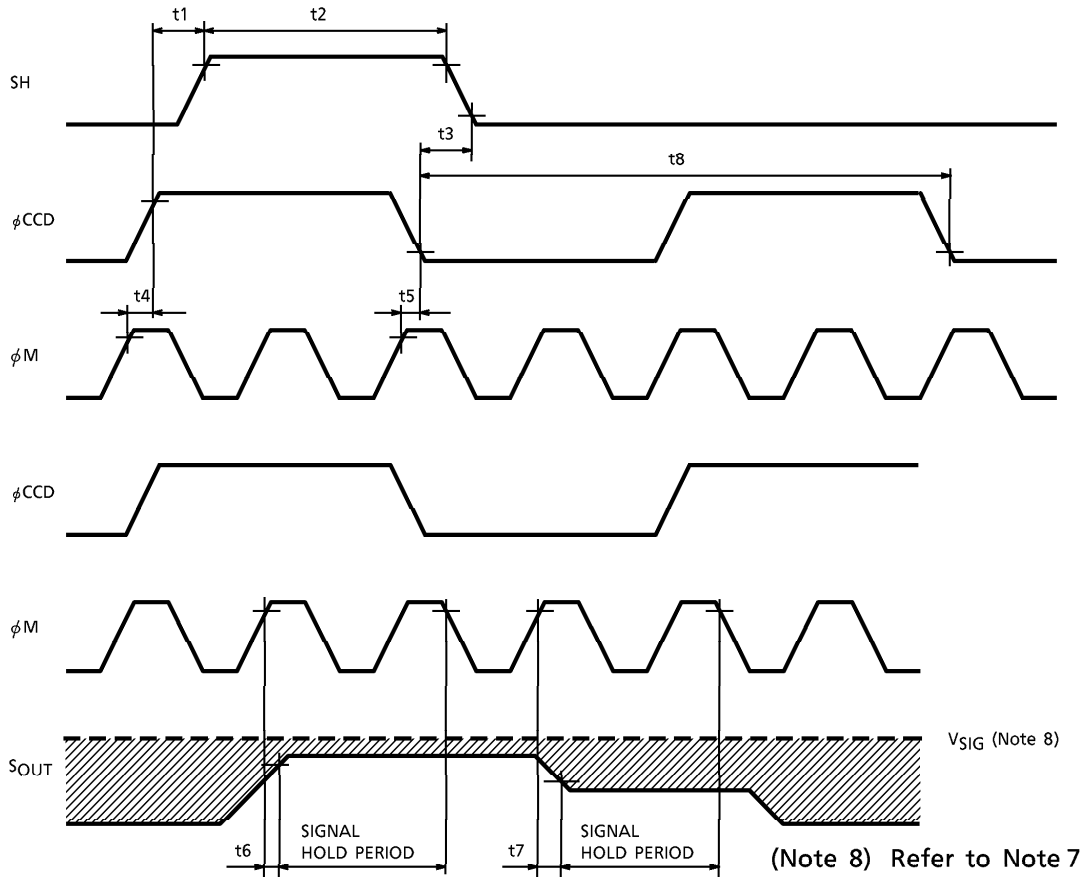 t1
t2
SH
t3
t8
ϕCCD
t4
t5
ϕM
ϕCCD
ϕM
VSIG (Note 8)
SOUT
t6
SIGNAL
HOLD PERIOD
t7
SIGNAL
HOLD PERIOD
(Note 8) Refer to Note 7